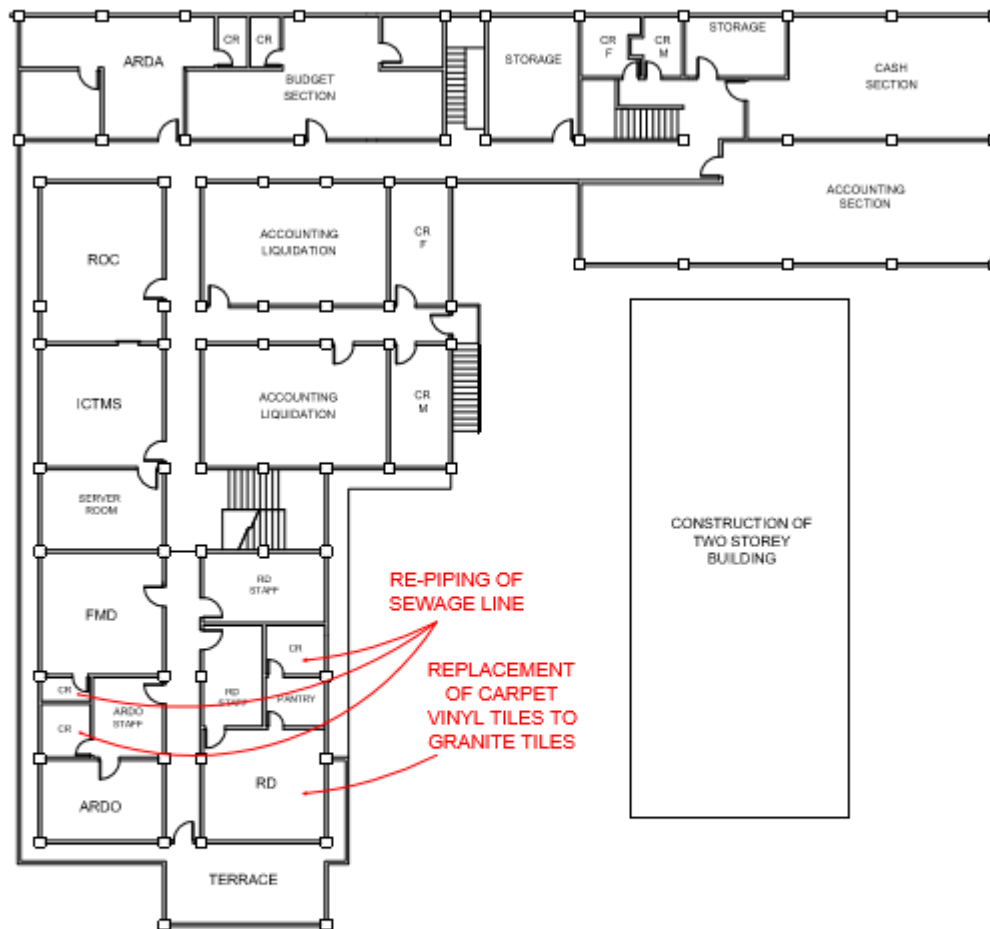 CR
CR
ARDA
BUDGET
SECTION
STORAGE
CR
F
CR
M
STORAGE
CASH
SECTION
ACCOUNTING
SECTION
ROC
ACCOUNTING
LIQUIDATION
CR
F
ICTMS
ACCOUNTING
LIQUIDATION
CR
M
SERVER
ROOM
CONSTRUCTION OF
TWO STOREY
BUILDING
FMD
RD
STAFF
RE-PIPING OF
SEWAGE LINE
CR
CR
ARDO
STAFF
RD
STAFF
PANTRY
CR
REPLACEMENT
OF CARPET
VINYL TILES TO
GRANITE TILES
ARDO
RD
TERRACE